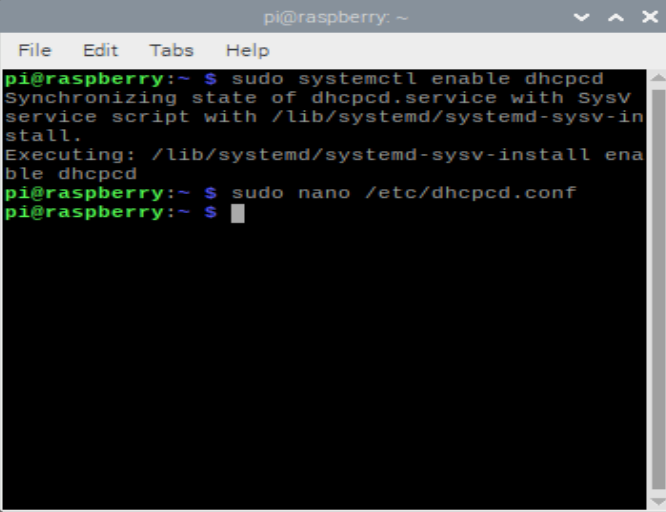 pi@raspberry: ~
File Edit Tabs Help
pi@raspberry:~ $ sudo systemctl enable dhcpcd
Synchronizing state of dhcpcd.service with SysV
service script with /lib/systemd/systemd-sysv-in
stall.
Executing: /lib/systemd/systemd-sysv-install ena
ble dhcpcd
pi@raspberry:~ $ sudo nano /etc/dhcpcd.conf
pi@raspberry:~ $